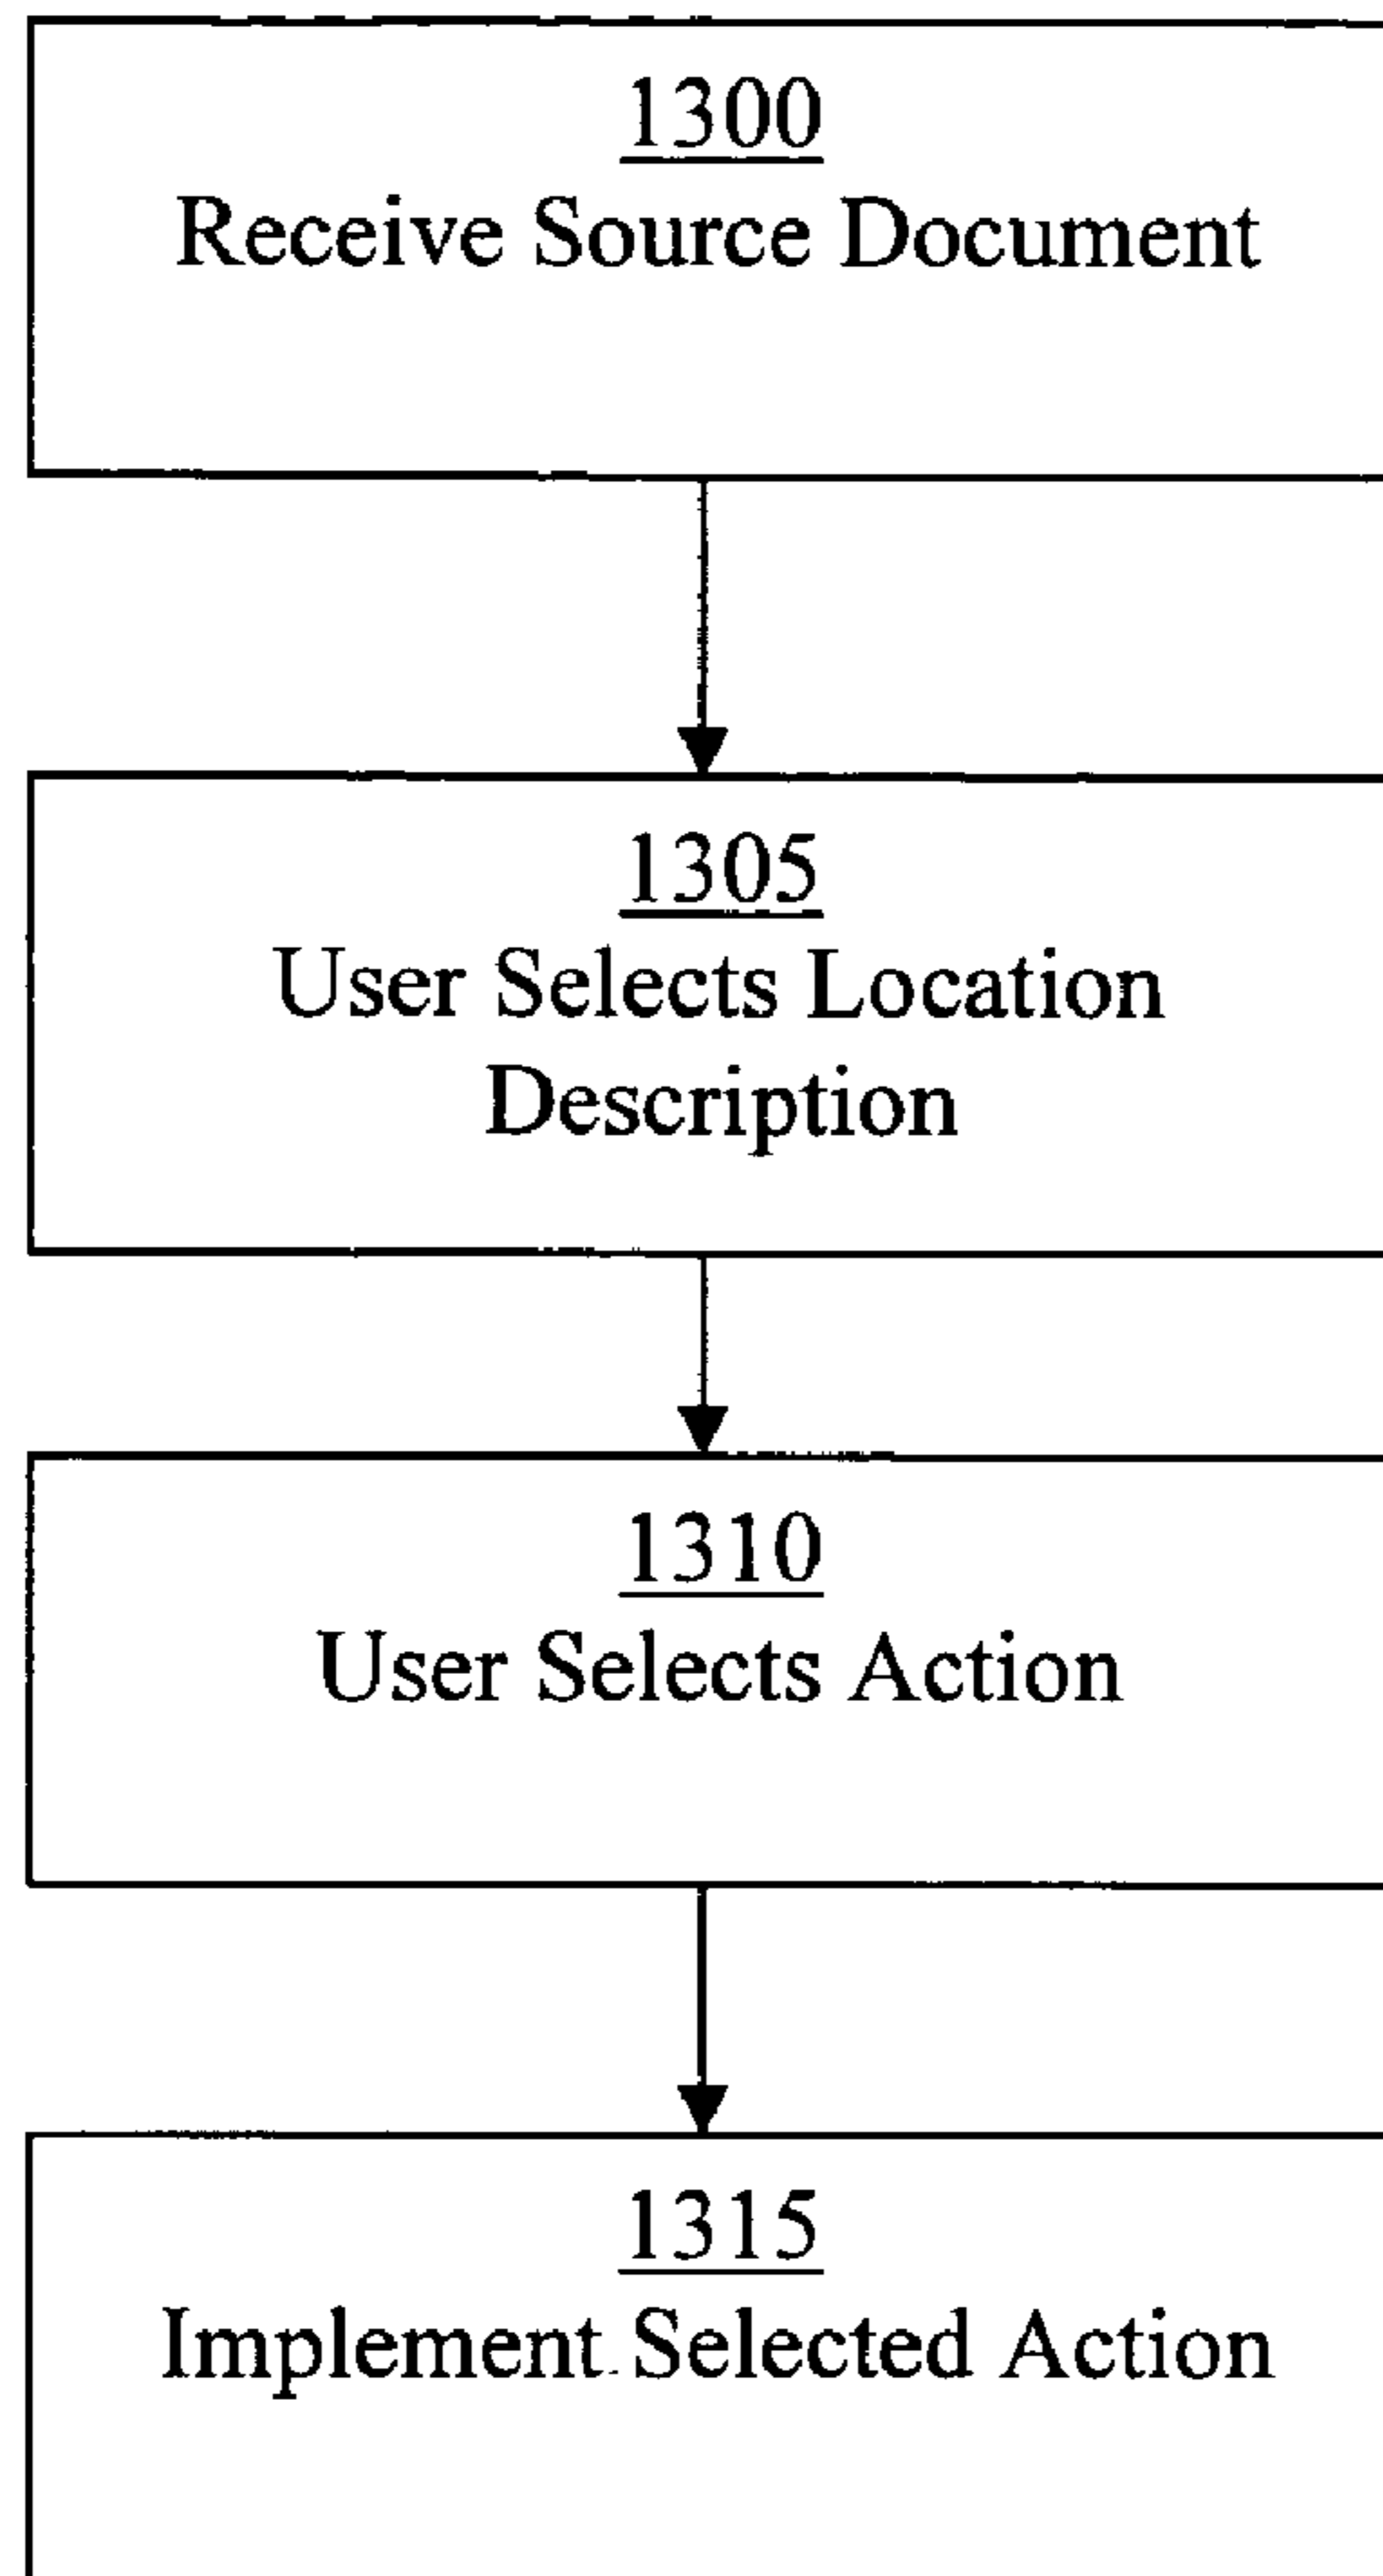 1300
Receive Source Document
1305
User Selects Location
Description
1310
User Selects Action
1315
Implement Selected Action